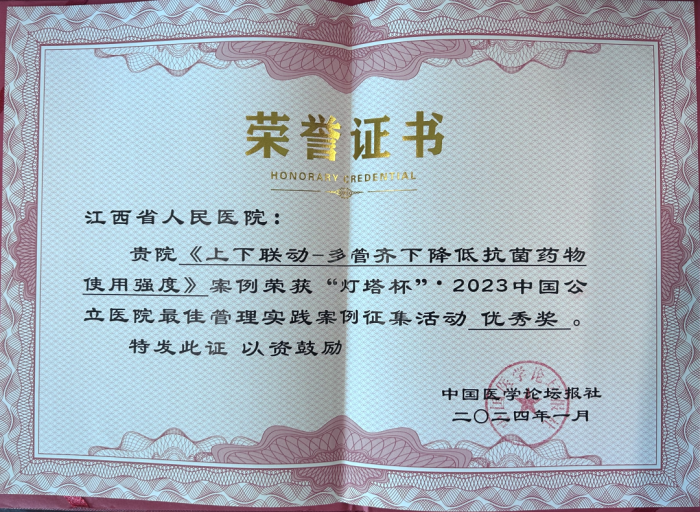 荣誉证书
HONORARY CREDENTIAL
江西省人民医院：
贵院《上下联动-多管齐下降低抗菌药物
使用强度》案例荣获“灯塔杯”·2023中国公
立医院最佳管理实践案例征集活动 优秀奖 。
特发此证 以资鼓励
中国医学论坛报社
二〇二四年一月